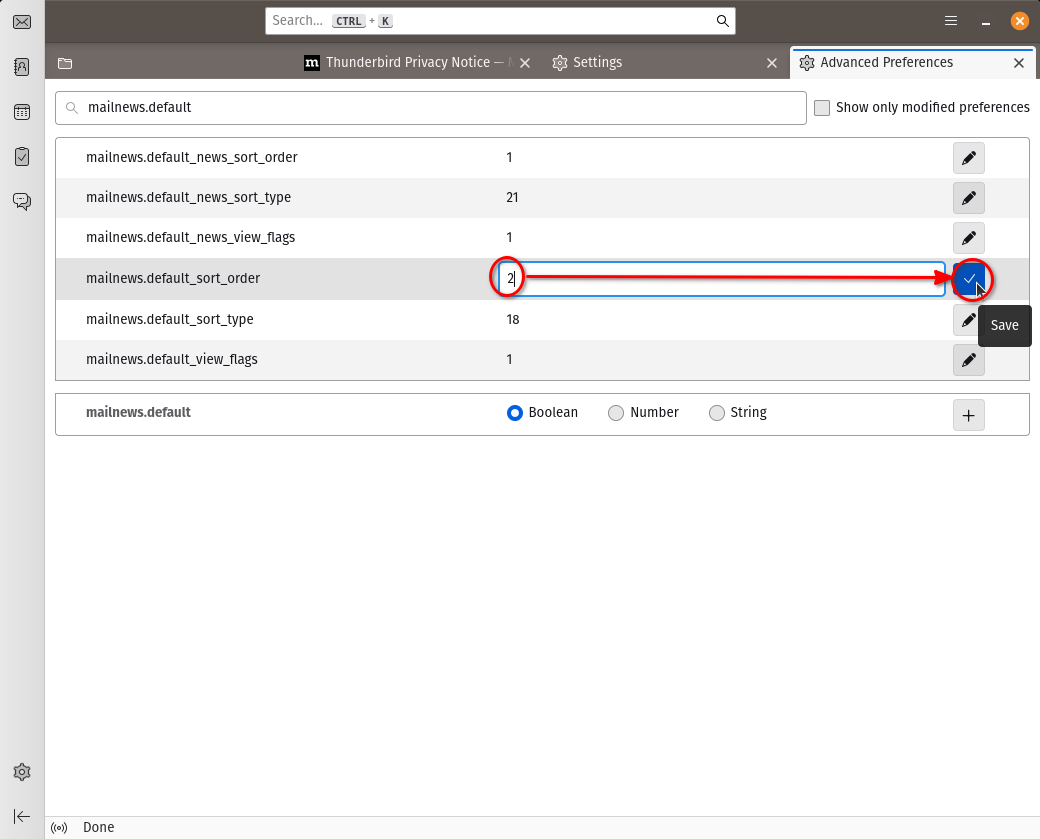 Search... CTRL + K
Thunderbird Privacy Notice — Settings Advanced Preferences
mailnews.default Show only modified preferences
mailnews.default_news_sort_order 1
mailnews.default_news_sort_type 21
mailnews.default_news_view_flags 1
mailnews.default_sort_order 2
mailnews.default_sort_type 18
Save
mailnews.default_view_flags 1
mailnews.default Boolean Number String
Done